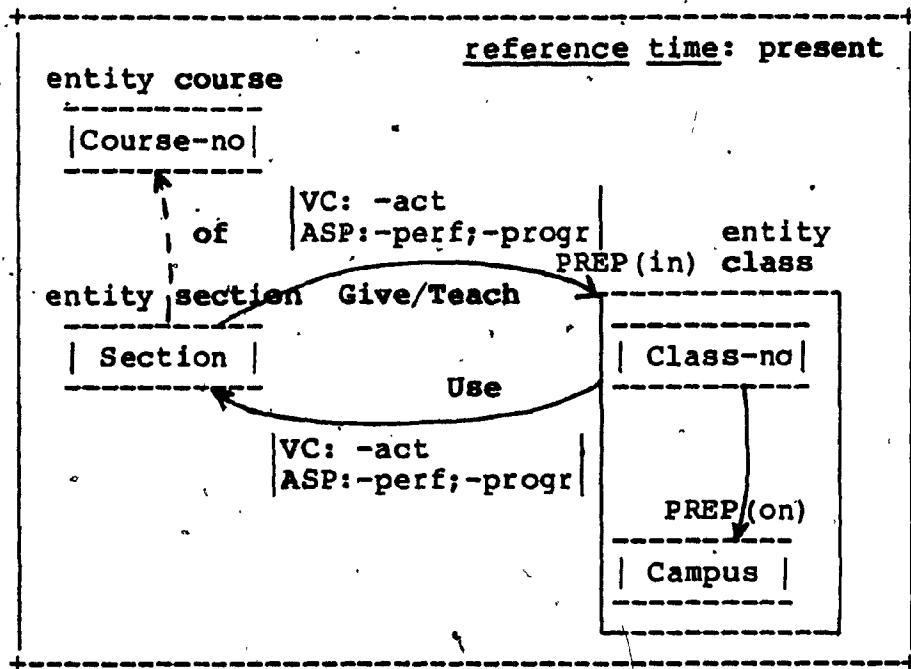 reference time: present
entity course
|Course-no|
of
|VC: -act
|ASP:-perf;-progr|
entity
PREP(in) class
entity section Give/Teach
| Section |
| Class-no|
Use
|VC: -act
|ASP:-perf;-progr|
PREP(on)
| Campus |